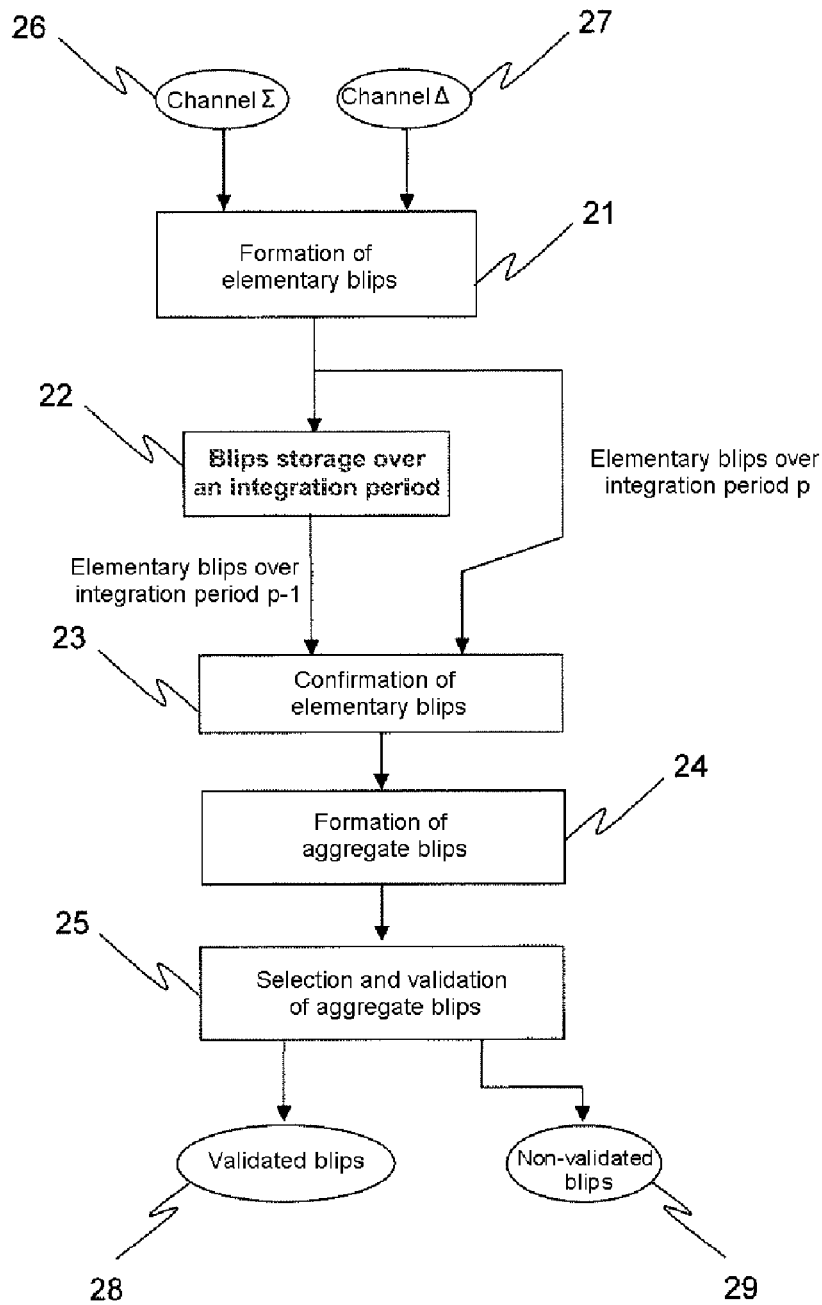 26
27
Channel Σ
Channel Δ
21
Formation of
elementary blips
22
Blips storage over
an integration period
Elementary blips over
integration period p
Elementary blips over
integration period p-1
23
Confirmation of
elementary blips
24
Formation of
aggregate blips
25
Selection and validation
of aggregate blips
Validated blips
Non-validated
blips
28
29